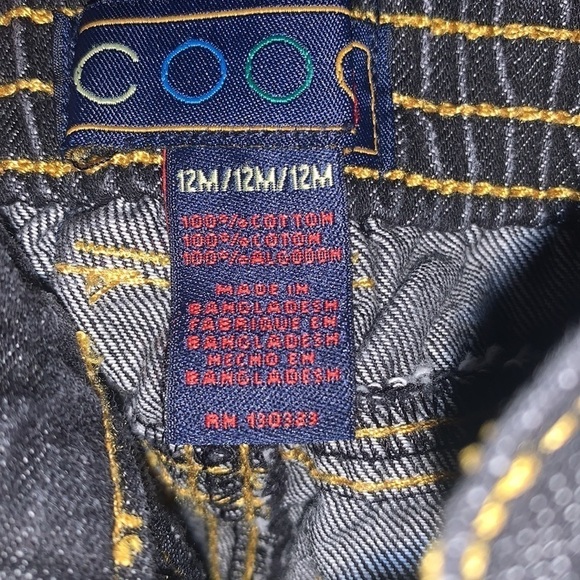 COO
12M/12M/12M
100% COTTON
100% COTON
100% ALGODON
MADE IN
BANGLADESH
FABRIQUE EN
BANGLADESH
HECHO EN
BANGLADESH
RN 130323